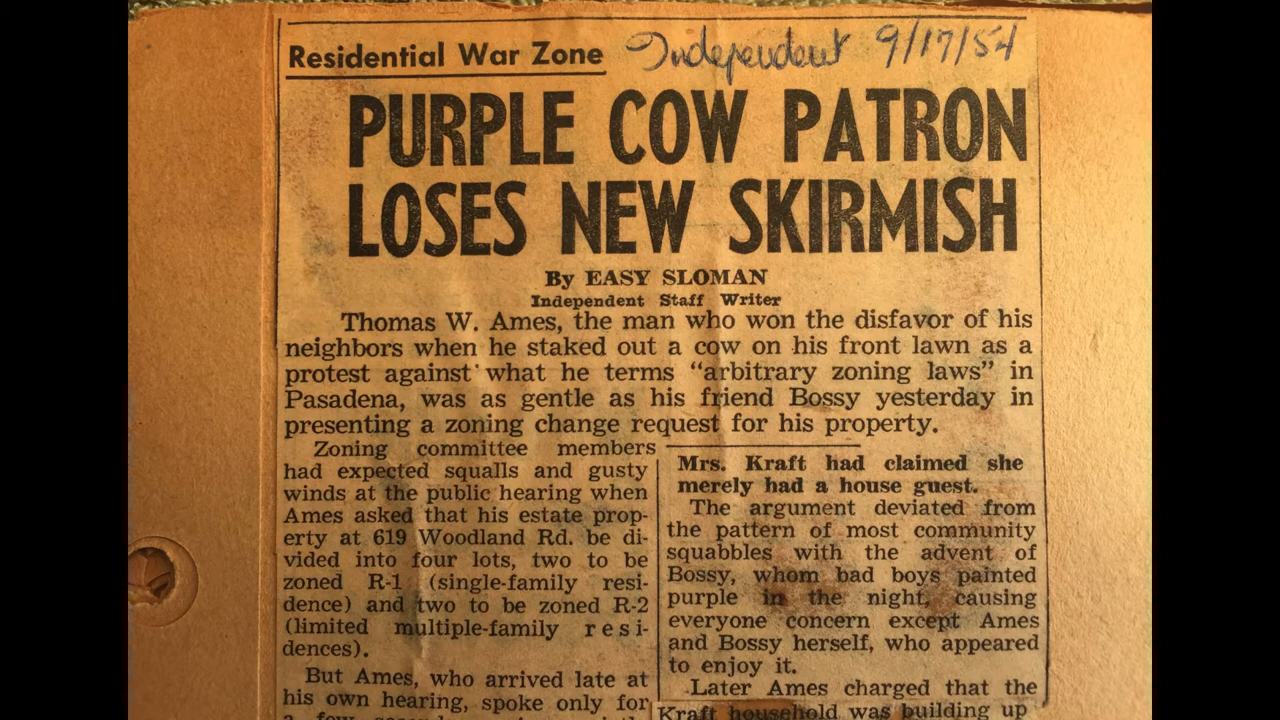 Residential War Zone
Independent 9/17/54
PURPLE COW PATRON
LOSES NEW SKIRMISH
By EASY SLOMAN
Independent Staff Writer
Thomas W. Ames, the man who won the disfavor of his
neighbors when he staked out a cow on his front lawn as a
protest against what he terms “arbitrary zoning laws” in
Pasadena, was as gentle as his friend Bossy yesterday in
presenting a zoning change request for his property.
Zoning committee members
had expected squalls and gusty
winds at the public hearing when
Ames asked that his estate prop-
erty at 619 Woodland Rd. be di-
vided into four lots, two to be
zoned R-1 (single-family resi-
dence) and two to be zoned R-2
(limited multiple-family resi-
dences).
But Ames, who arrived late at
his own hearing, spoke only for
a few
Mrs. Kraft had claimed she
merely had a house guest.
The argument deviated from
the pattern of most community
squabbles with the advent of
Bossy, whom bad boys painted
purple in the night, causing
everyone concern except Ames
and Bossy herself, who appeared
to enjoy it.
Later Ames charged that the
Kraft household was building up